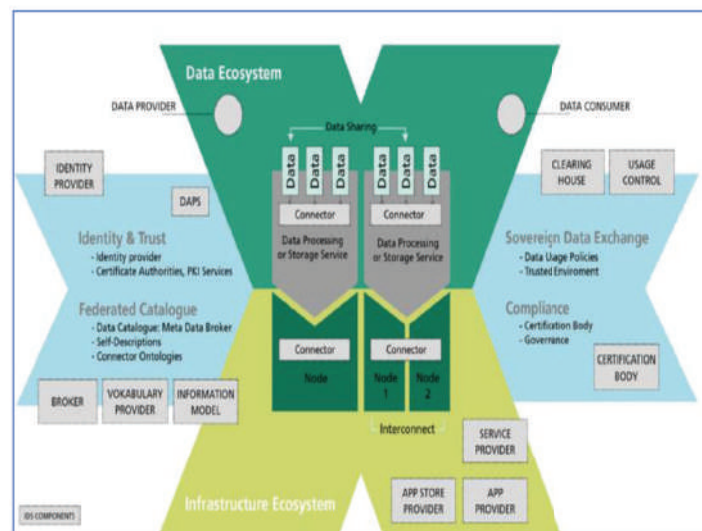 Data Ecosystem
DATA PROVIDER
DATA CONSUMER
Data Sharing
Data
Data
Data
Data
Data
Data
IDENTITY
PROVIDER
DAPS
CLEARING
HOUSE
USAGE
CONTROL
Connector
Connector
Data Processing
or Storage Service
Data Processing
or Storage Service
Identity & Trust
- Identity provider
- Certificate Authorities, PKI Services
Sovereign Data Exchange
- Data Usage Policies
- Trusted Enviroment
Federated Catalogue
- Data Catalogue: Meta Data Broker
- Self-Descriptions
- Connector Ontologies
Compliance
- Certification Body
- Goverrance
Connector
Node
Connector
Node
1
Node
2
Interconnect
CERTIFICATION
BODY
BROKER
VOKABULARY
PROVIDER
INFORMATION
MODEL
SERVICE
PROVIDER
APP STORE
PROVIDER
APP
PROVIDER
Infrastructure Ecosystem
IDS COMPONENTS